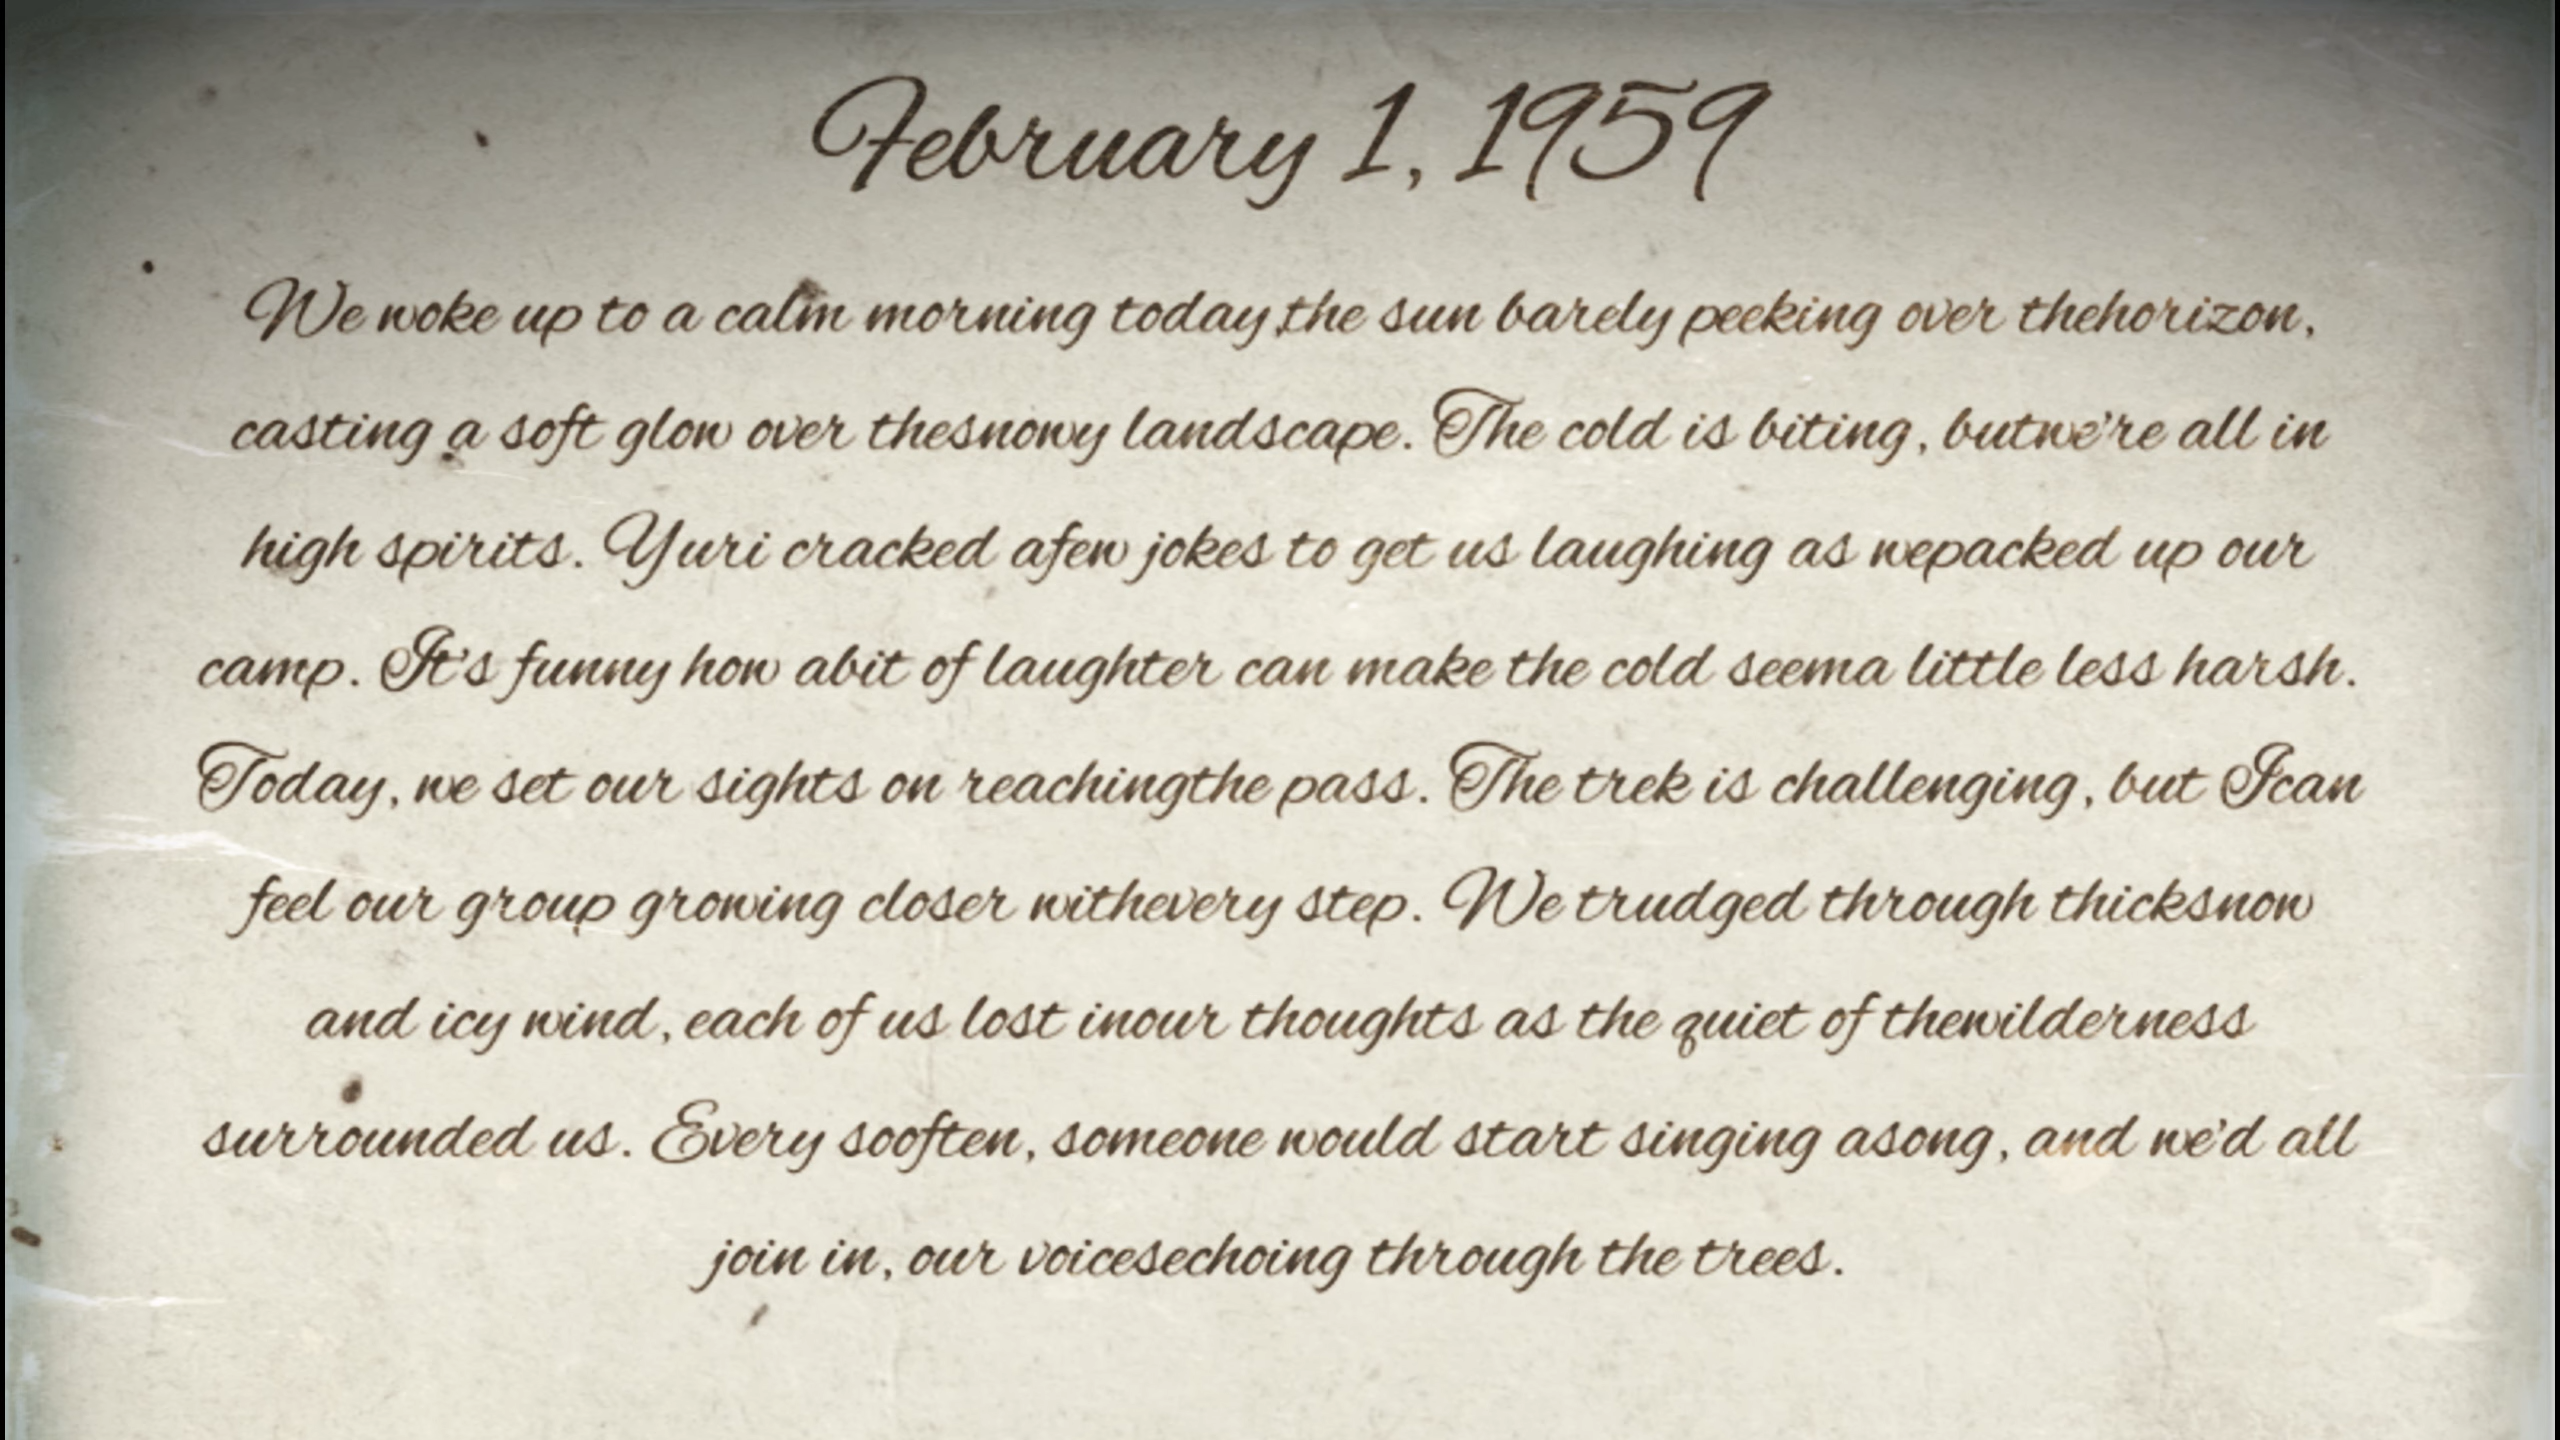 February 1, 1959
We woke up to a calm morning today,the sun barely peeking over thehorizon,
casting a soft glow over thesnowy landscape. The cold is biting, butwe're all in
high spirits. Yuri cracked afew jokes to get us laughing as wepacked up our
camp. It's funny how abit of laughter can make the cold seema little less harsh.
Today, we set our sights on reachingthe pass. The trek is challenging, but Ican
feel our group growing closer withevery step. We trudged through thicksnow
and icy wind, each of us lost inour thoughts as the quiet of thewilderness
surrounded us. Every sooften, someone would start singing asong, and we'd all
join in, our voicesechoing through the trees.